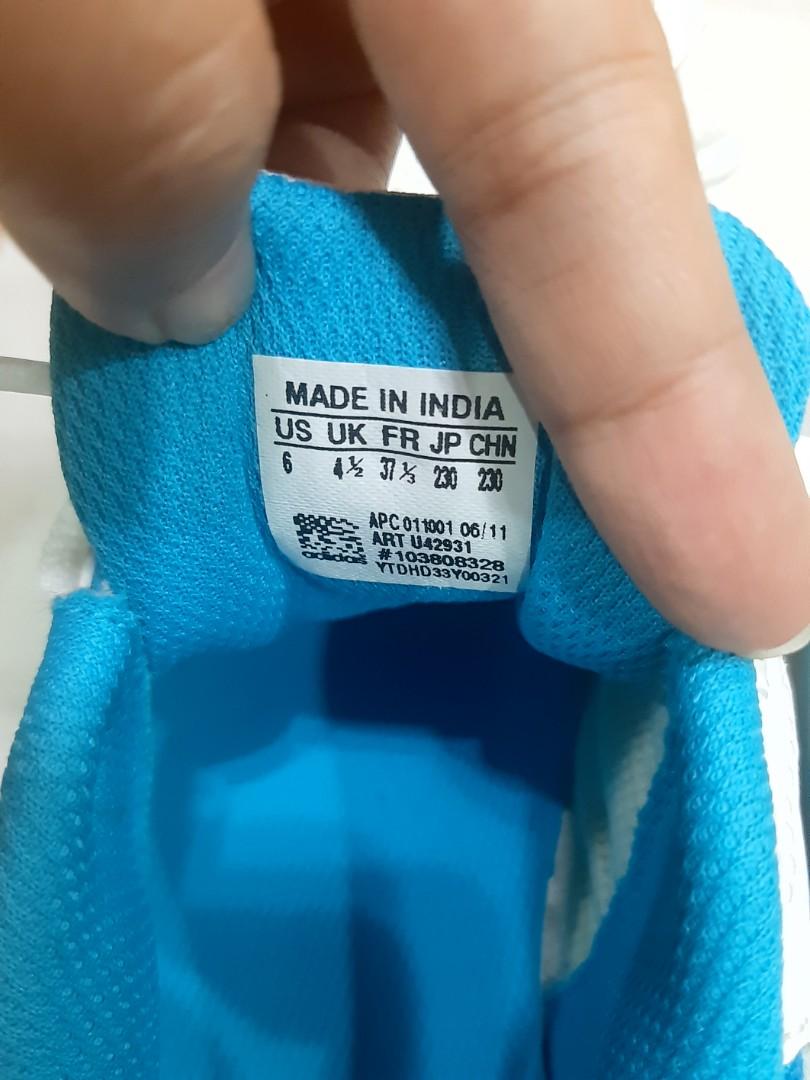 MADE IN INDIA
US UK FR JP CHN
6 4½ 37⅓ 230 230
APC 011001 06/11
ART U42931
#103808328
YTDHD33Y00321
adidas